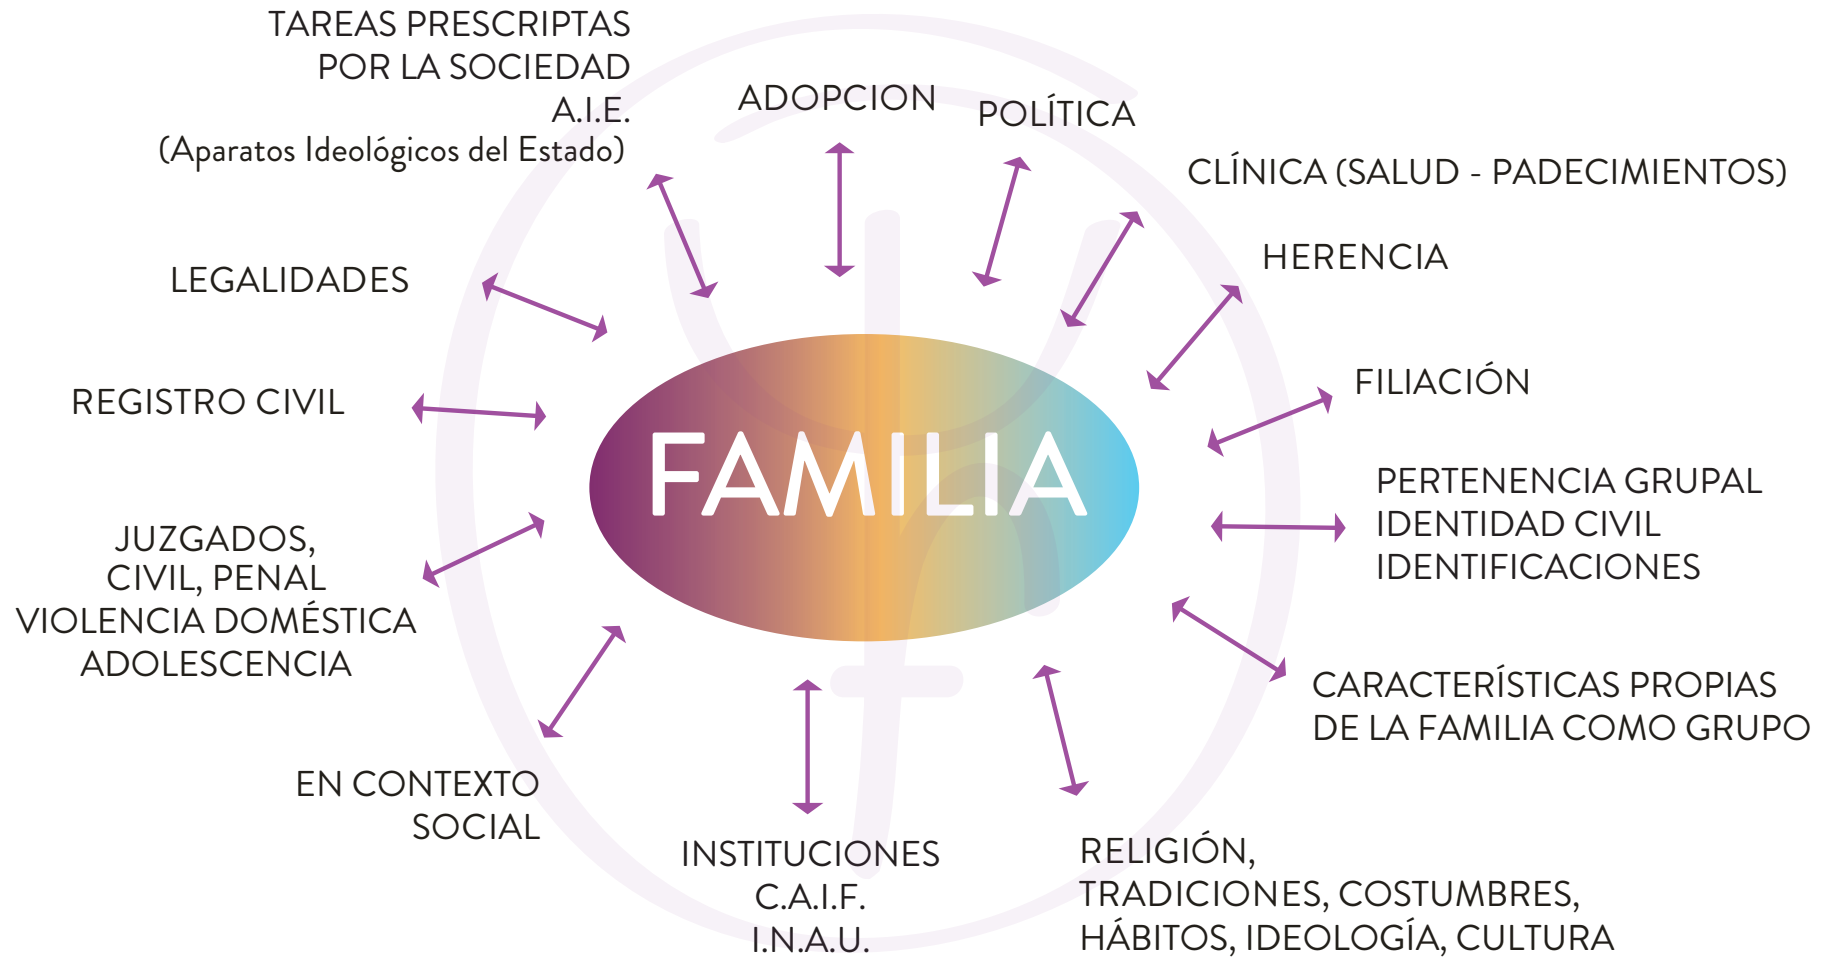 TAREAS PRESCRIPTAS
POR LA SOCIEDAD
A.I.E.
(Aparatos Ideológicos del Estado)
ADOPCION
POLÍTICA
CLÍNICA (SALUD - PADECIMIENTOS)
HERENCIA
FILIACIÓN
PERTENENCIA GRUPAL
IDENTIDAD CIVIL
IDENTIFICACIONES
CARACTERÍSTICAS PROPIAS
DE LA FAMILIA COMO GRUPO
RELIGIÓN,
TRADICIONES, COSTUMBRES,
HÁBITOS, IDEOLOGÍA, CULTURA
INSTITUCIONES
C.A.I.F.
I.N.A.U.
EN CONTEXTO
SOCIAL
JUZGADOS,
CIVIL, PENAL
VIOLENCIA DOMÉSTICA
ADOLESCENCIA
REGISTRO CIVIL
LEGALIDADES
FAMILIA